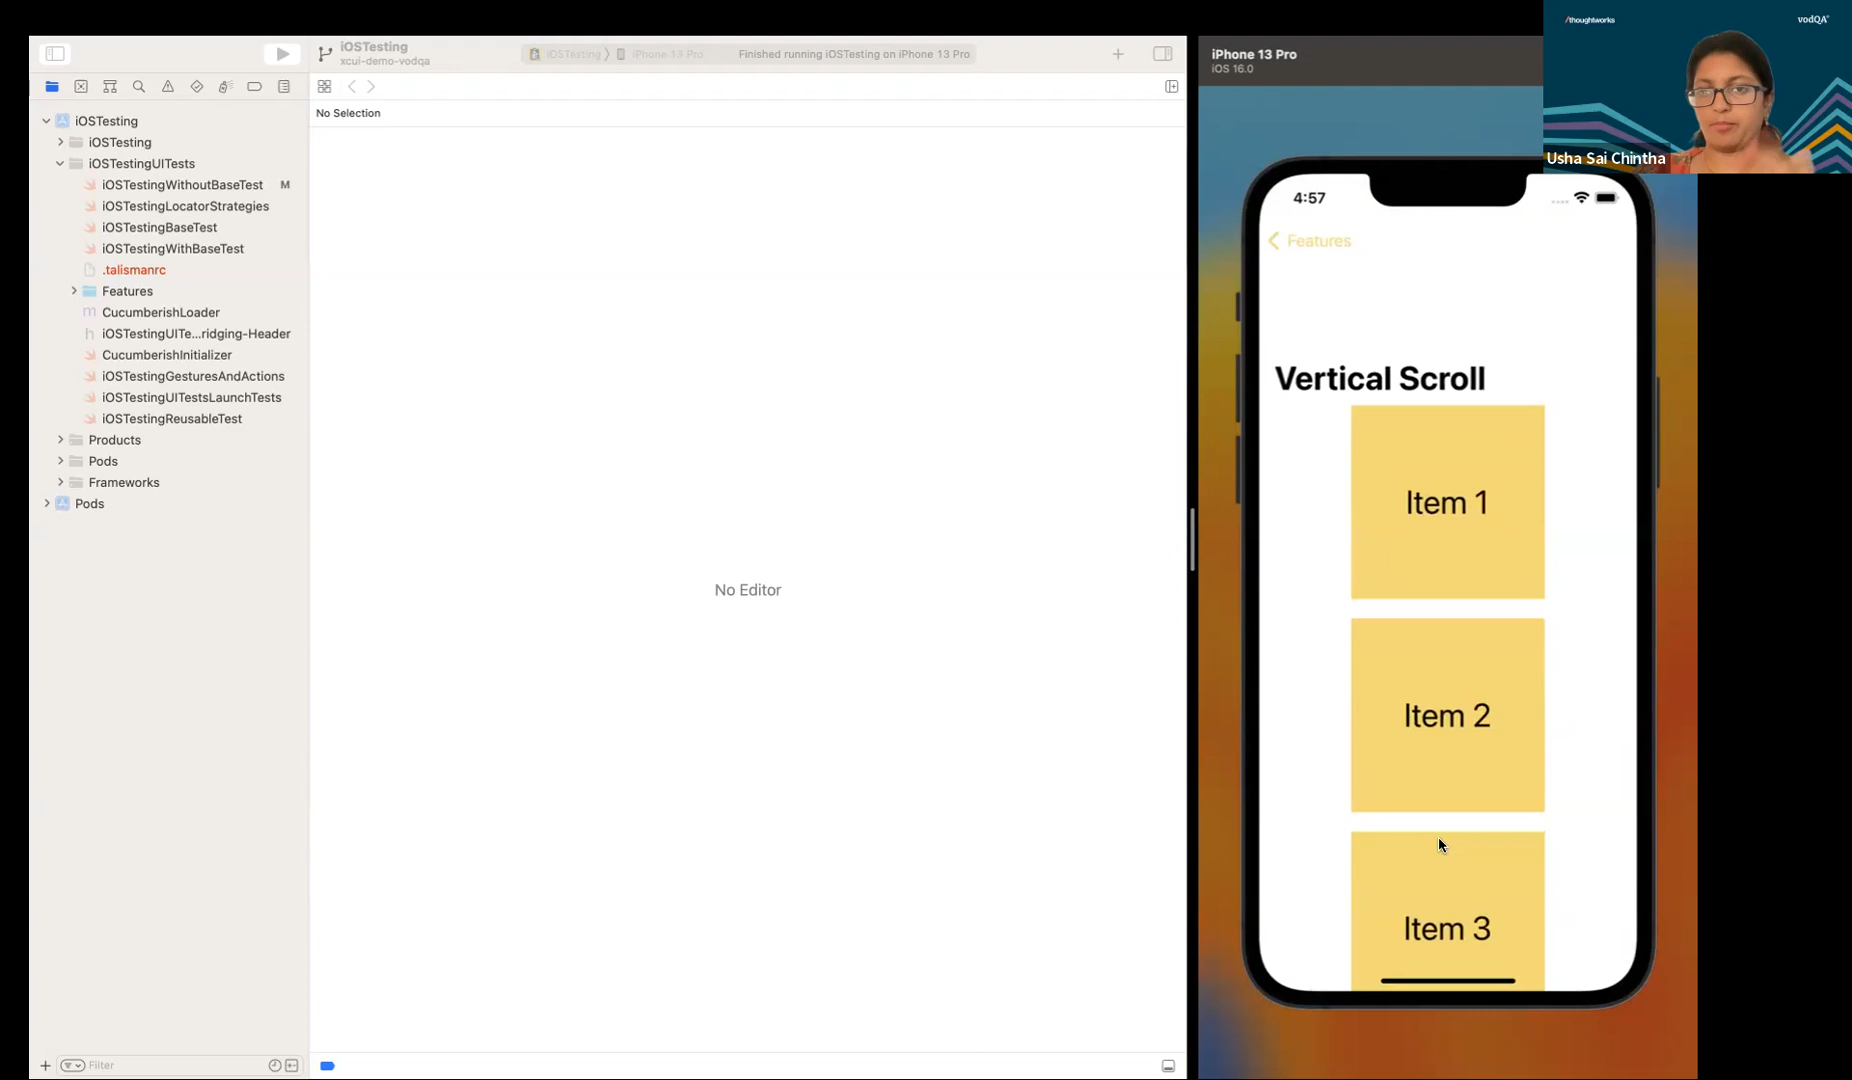 iOSTesting
xcui-demo-vodqa
iOSTesting
iPhone 13 Pro
Finished running iOSTesting on iPhone 13 Pro
No Selection
iOSTesting
iOSTesting
iOSTestingUITests
iOSTestingWithoutBaseTest M
iOSTestingLocatorStrategies
iOSTestingBaseTest
iOSTestingWithBaseTest
.talismanrc
Features
CucumberishLoader
iOSTestingUITe...ridging-Header
CucumberishInitializer
iOSTestingGesturesAndActions
iOSTestingUITestsLaunchTests
iOSTestingReusableTest
Products
Pods
Frameworks
Pods
Filter
No Editor
iPhone 13 Pro
iOS 16.0
4:57
Features
Vertical Scroll
Item 1
Item 2
Item 3
/thoughtworks
vodQA
Usha Sai Chintha